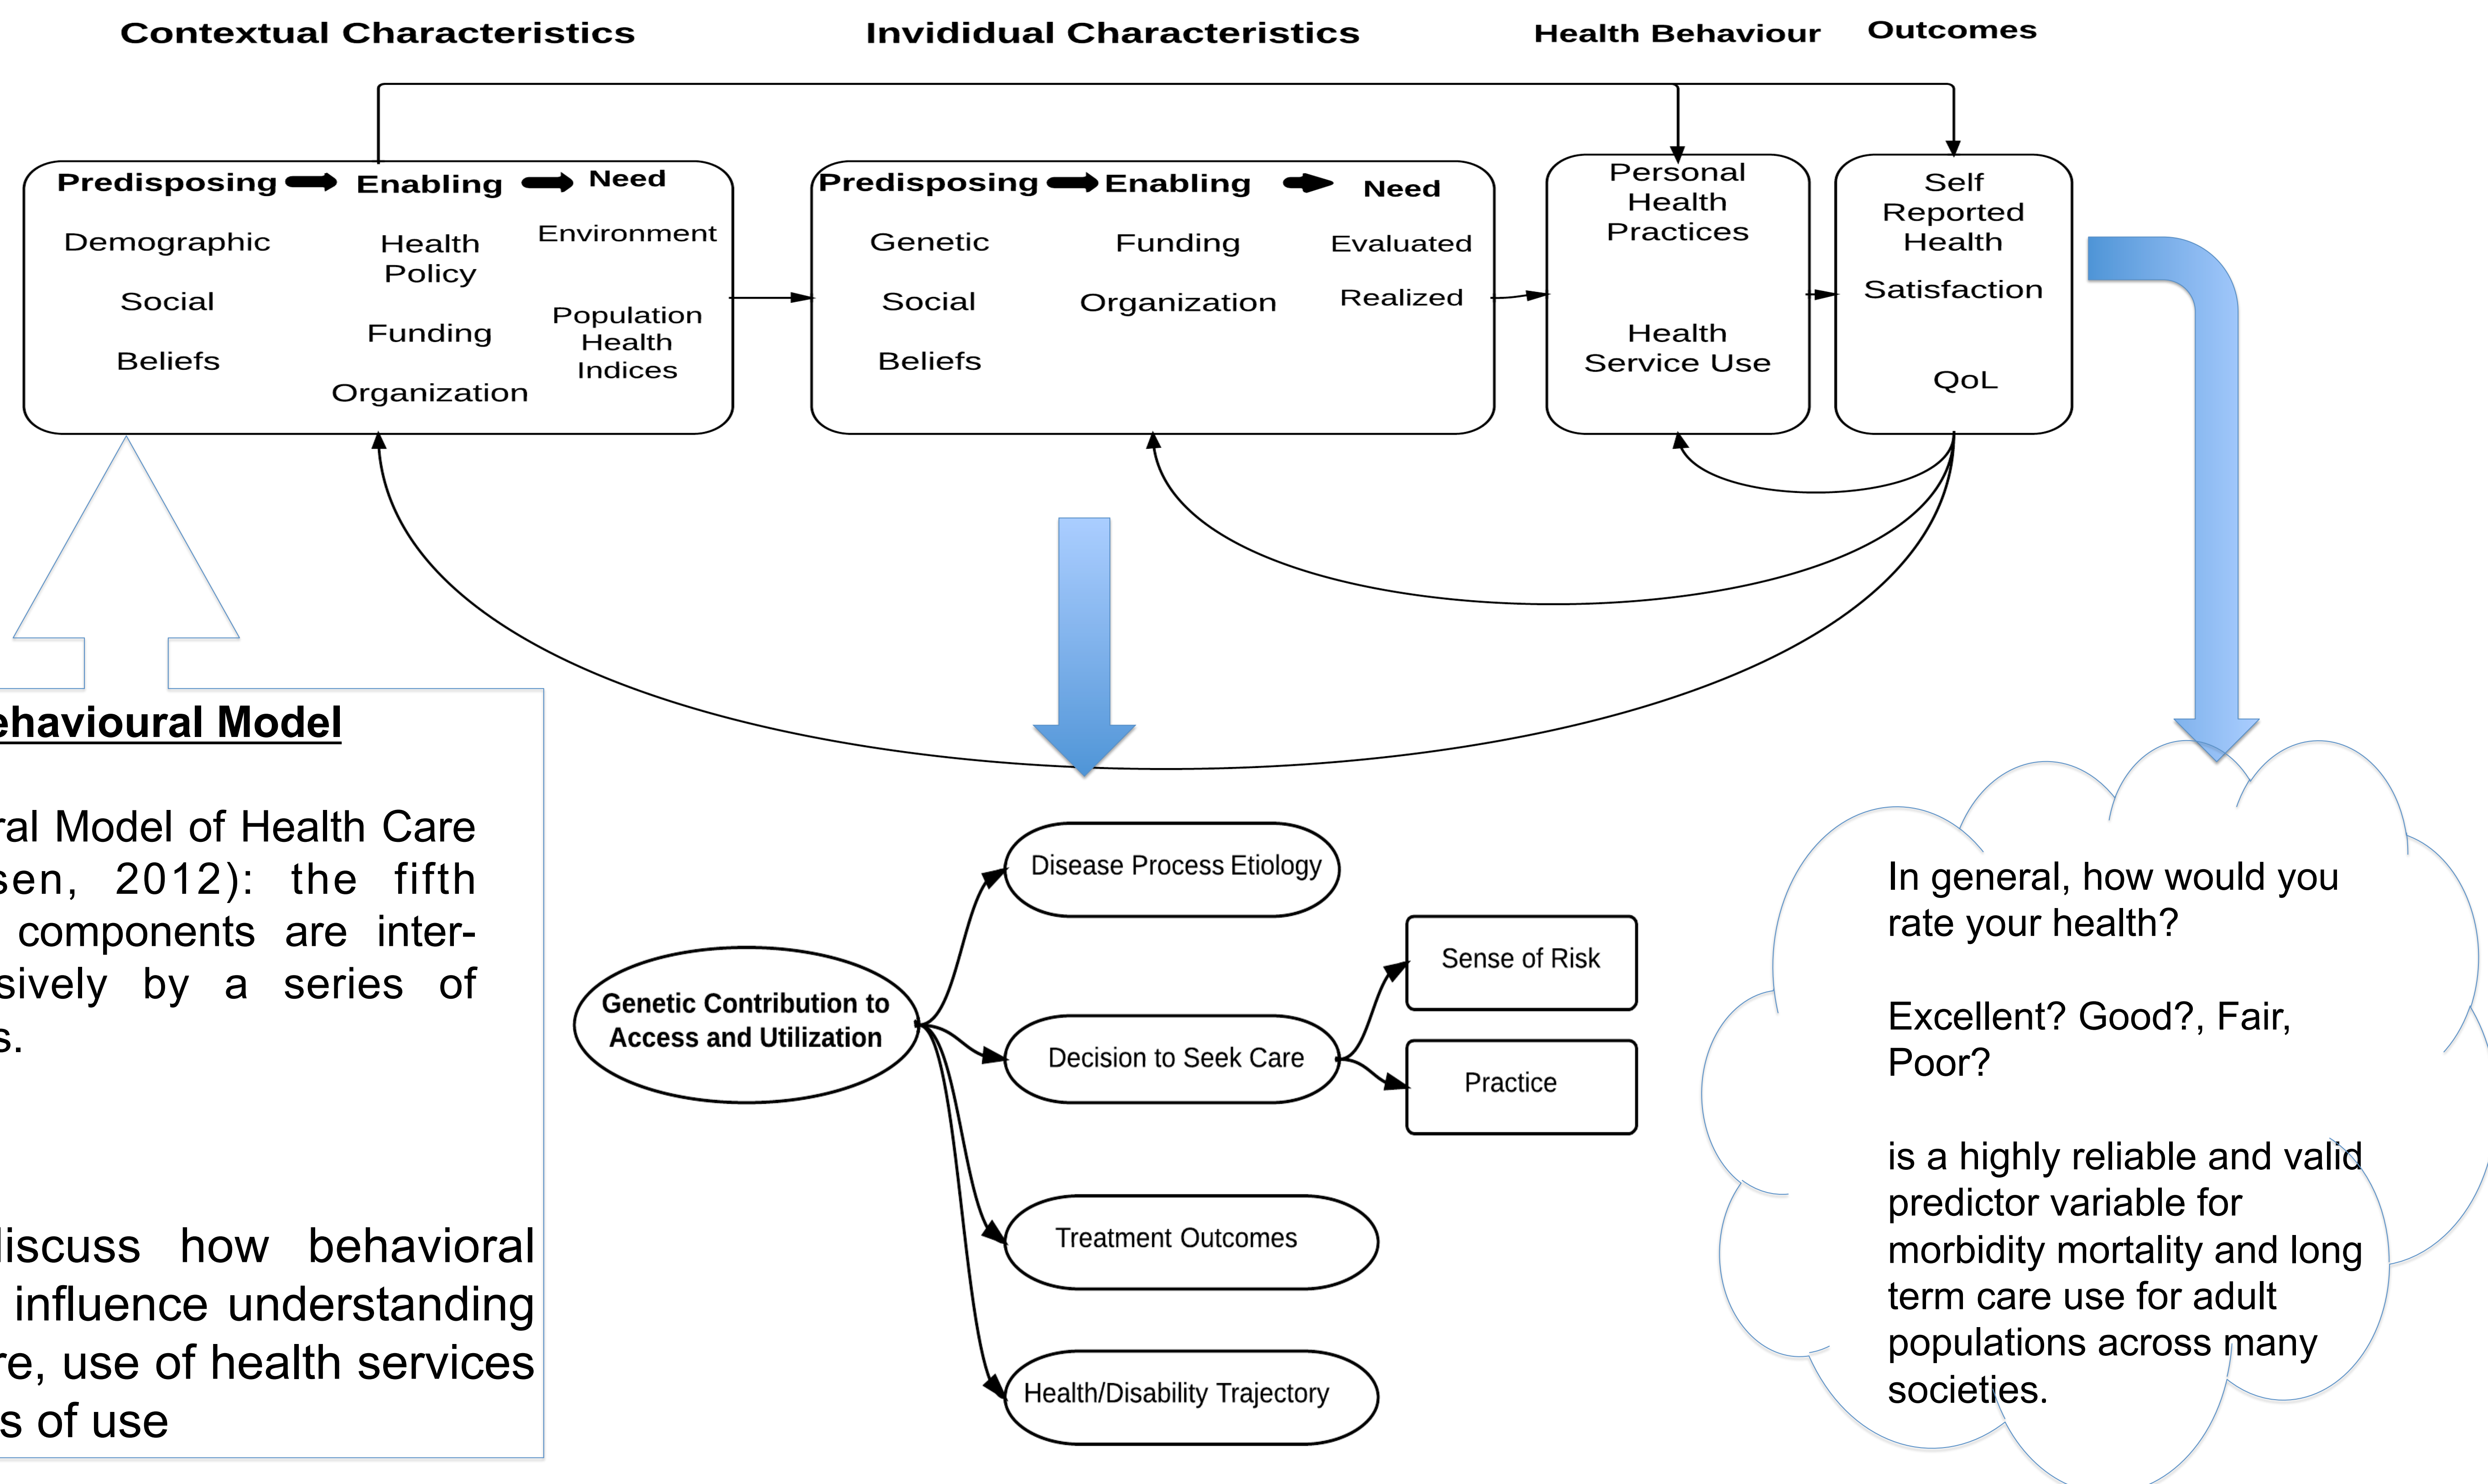 Contextual Characteristics
Invididual Characteristics
Health Behaviour
Outcomes
Predisposing
Demographic
Social
Beliefs
Enabling
Health
Policy
Funding
Organization
Need
Environment
Population
Health
Indices
Predisposing
Genetic
Social
Beliefs
Enabling
Funding
Organization
Need
Evaluated
Realized
Personal
Health
Practices
Health
Service Use
Self
Reported
Health
Satisfaction
QoL
ehavioural Model
ral Model of Health Care
sen, 2012): the fifth
components are inter-
sively by a series of
s.
discuss how behavioral
influence understanding
re, use of health services
s of use
Genetic Contribution to
Access and Utilization
Disease Process Etiology
Decision to Seek Care
Treatment Outcomes
Health/Disability Trajectory
Sense of Risk
Practice
In general, how would you
rate your health?
Excellent? Good?, Fair,
Poor?
is a highly reliable and valid
predictor variable for
morbidity mortality and long
term care use for adult
populations across many
societies.